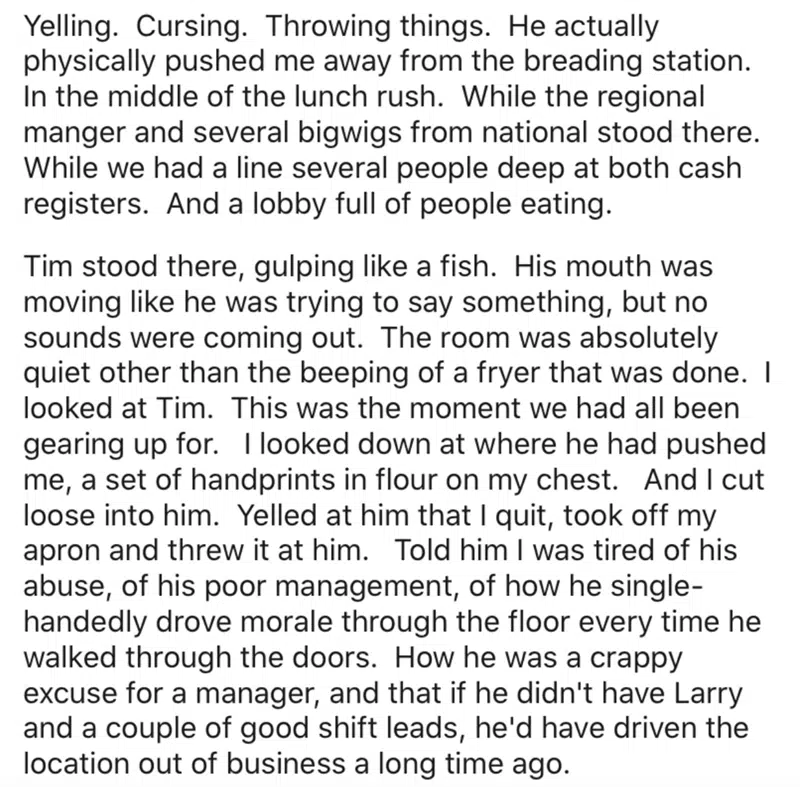 Yelling.  Cursing.  Throwing things.  He actually
physically pushed me away from the breading station.
In the middle of the lunch rush.  While the regional
manger and several bigwigs from national stood there.
While we had a line several people deep at both cash
registers.  And a lobby full of people eating.
Tim stood there, gulping like a fish.  His mouth was
moving like he was trying to say something, but no
sounds were coming out.  The room was absolutely
quiet other than the beeping of a fryer that was done.  I
looked at Tim.  This was the moment we had all been
gearing up for.   I looked down at where he had pushed
me, a set of handprints in flour on my chest.   And I cut
loose into him.  Yelled at him that I quit, took off my
apron and threw it at him.   Told him I was tired of his
abuse, of his poor management, of how he single-
handedly drove morale through the floor every time he
walked through the doors.  How he was a crappy
excuse for a manager, and that if he didn't have Larry
and a couple of good shift leads, he'd have driven the
location out of business a long time ago.